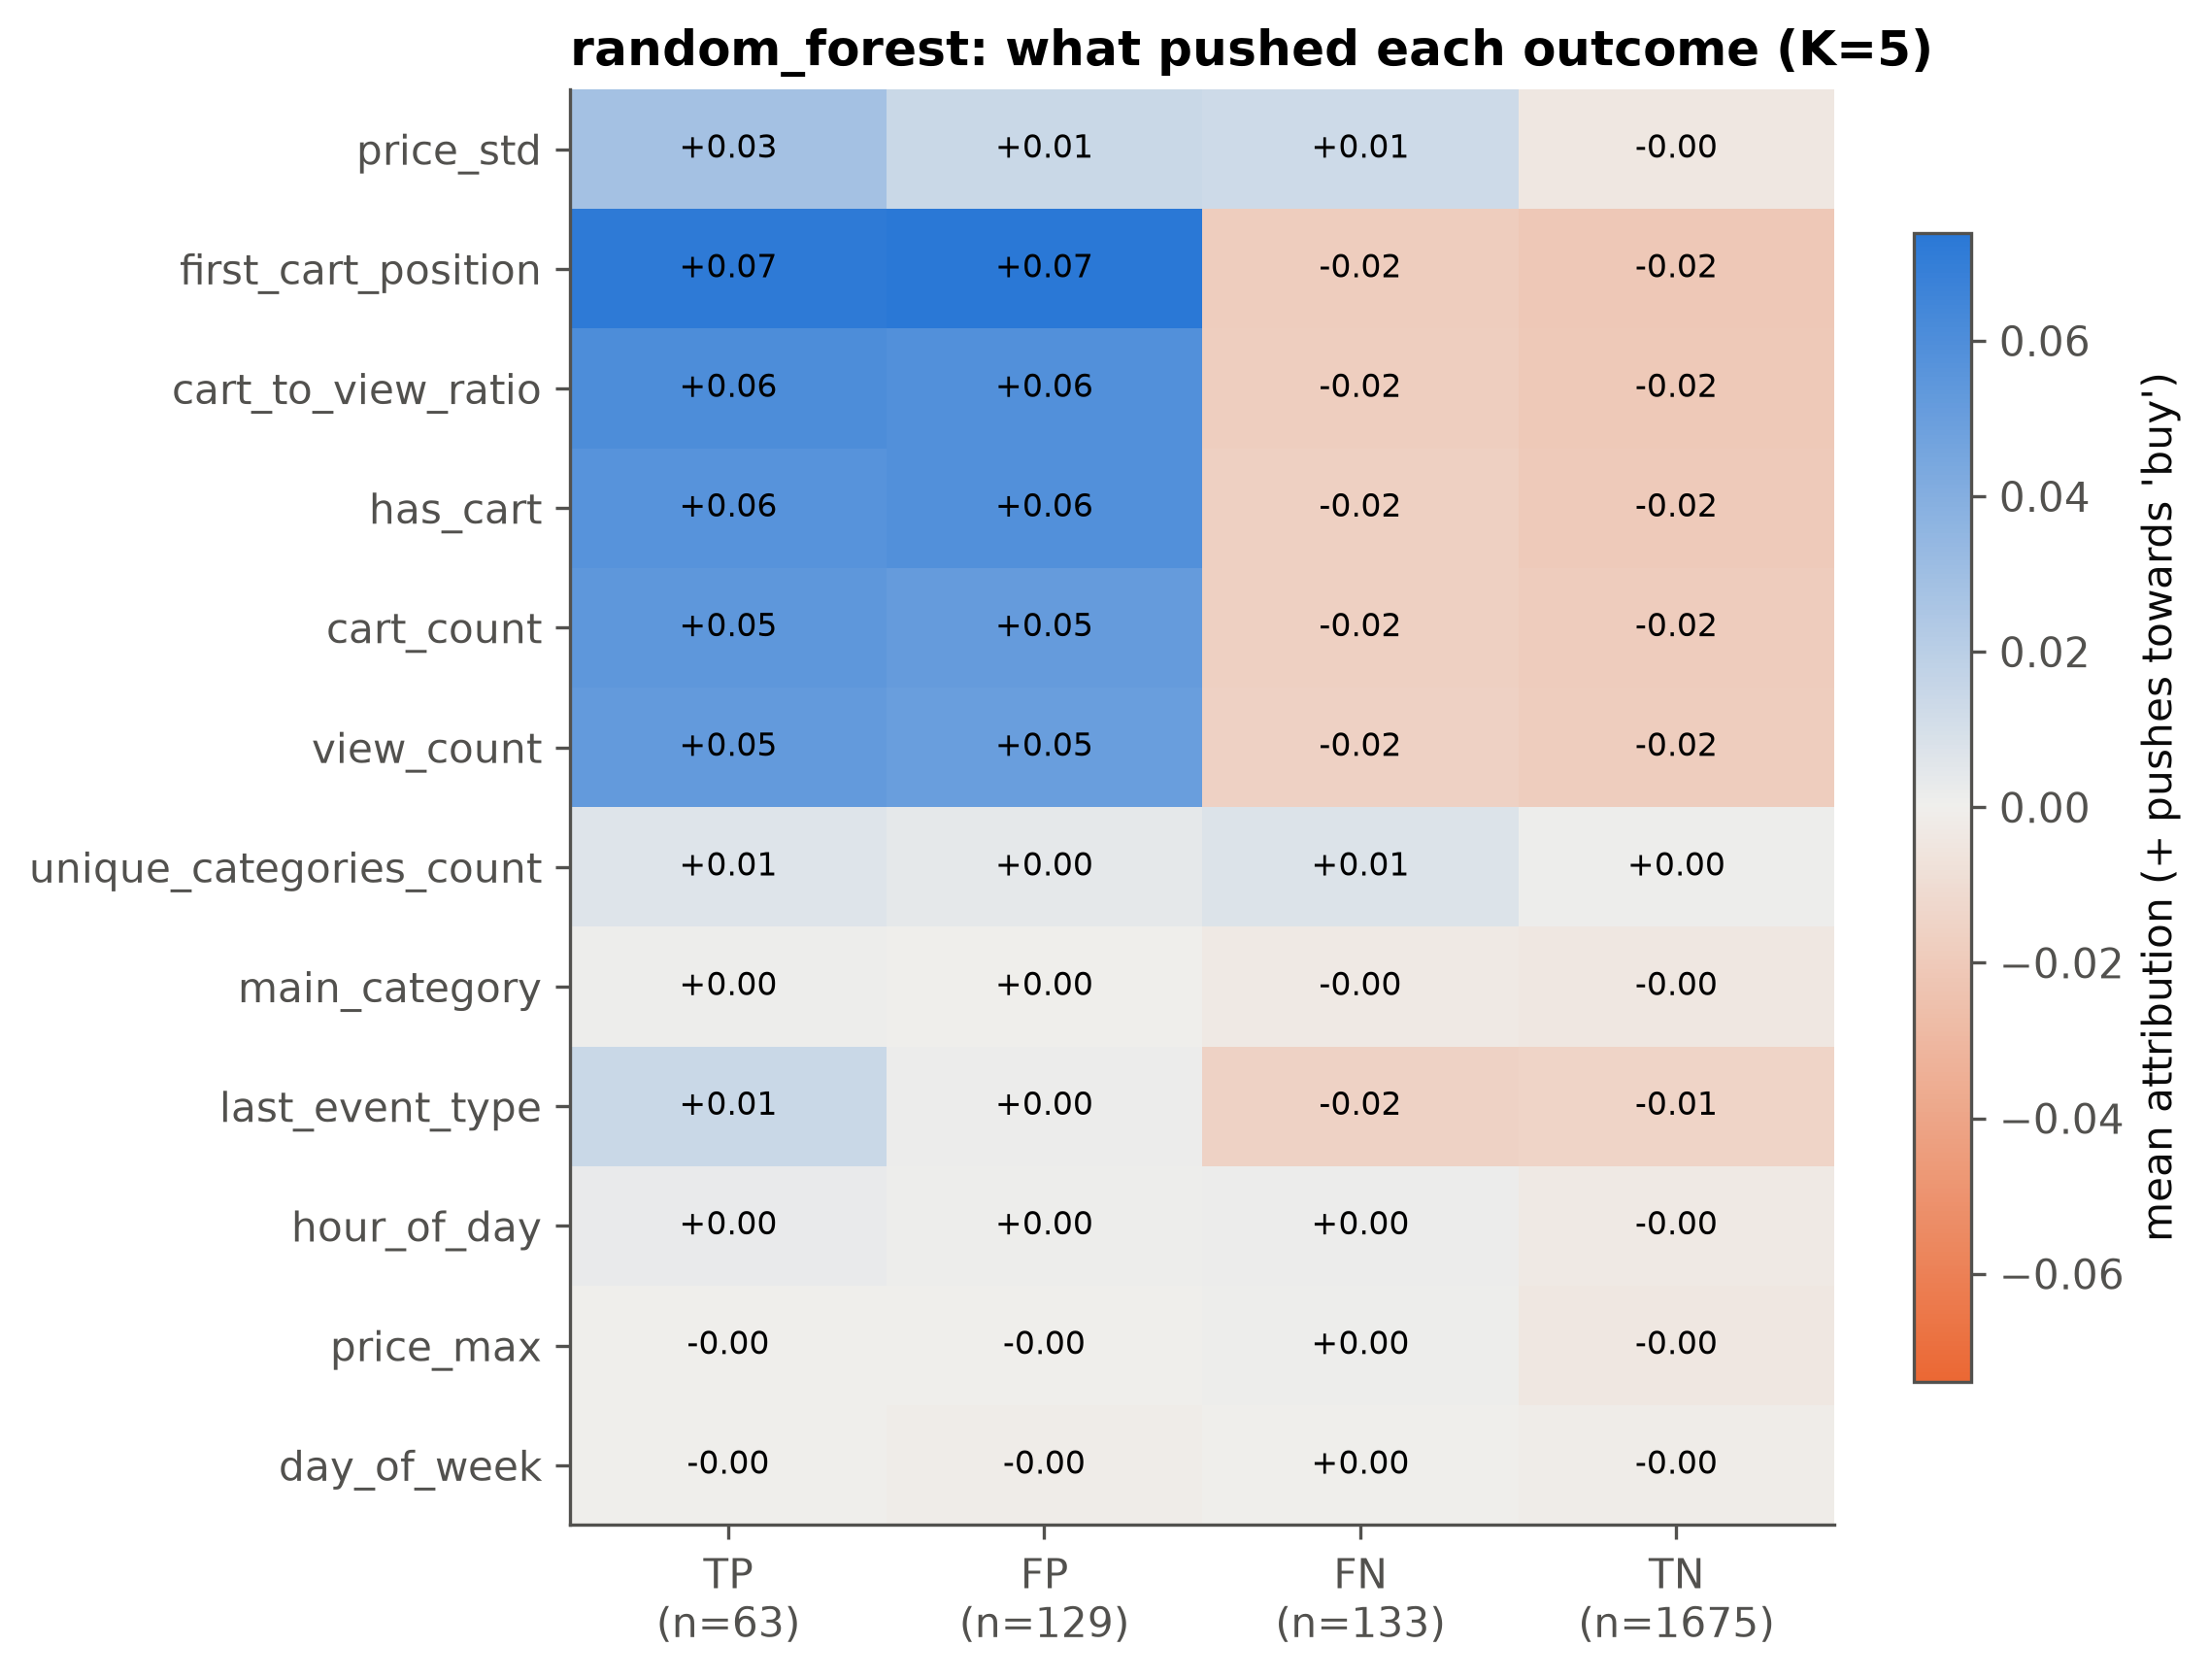 random_forest: what pushed each outcome (K=5)
price_std +0.03 +0.01 +0.01 -0.00
first_cart_position +0.07 +0.07 -0.02 -0.02
cart_to_view_ratio +0.06 +0.06 -0.02 -0.02
has_cart +0.06 +0.06 -0.02 -0.02
cart_count +0.05 +0.05 -0.02 -0.02
view_count +0.05 +0.05 -0.02 -0.02
unique_categories_count +0.01 +0.00 +0.01 +0.00
main_category +0.00 +0.00 -0.00 -0.00
last_event_type +0.01 +0.00 -0.02 -0.01
hour_of_day +0.00 +0.00 +0.00 -0.00
price_max -0.00 -0.00 +0.00 -0.00
day_of_week -0.00 -0.00 +0.00 -0.00
TP FP FN TN
(n=63) (n=129) (n=133) (n=1675)
0.06
0.04
0.02
0.00
−0.02
−0.04
−0.06
mean attribution (+ pushes towards 'buy')